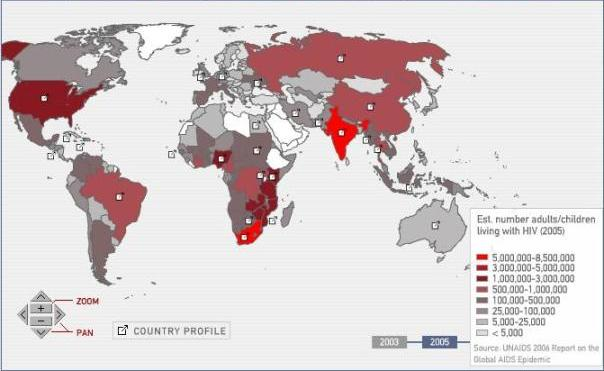 Est. number adults/children
living with HIV (2005)
5,000,000-8,500,000
3,000,000-5,000,000
1,000,000-3,000,000
500,000-1,000,000
100,000-500,000
25,000-100,000
5,000-25,000
< 5,000
Source: UNAIDS 2006 Report on the
Global AIDS Epidemic
ZOOM
PAN
COUNTRY PROFILE
2003
2005